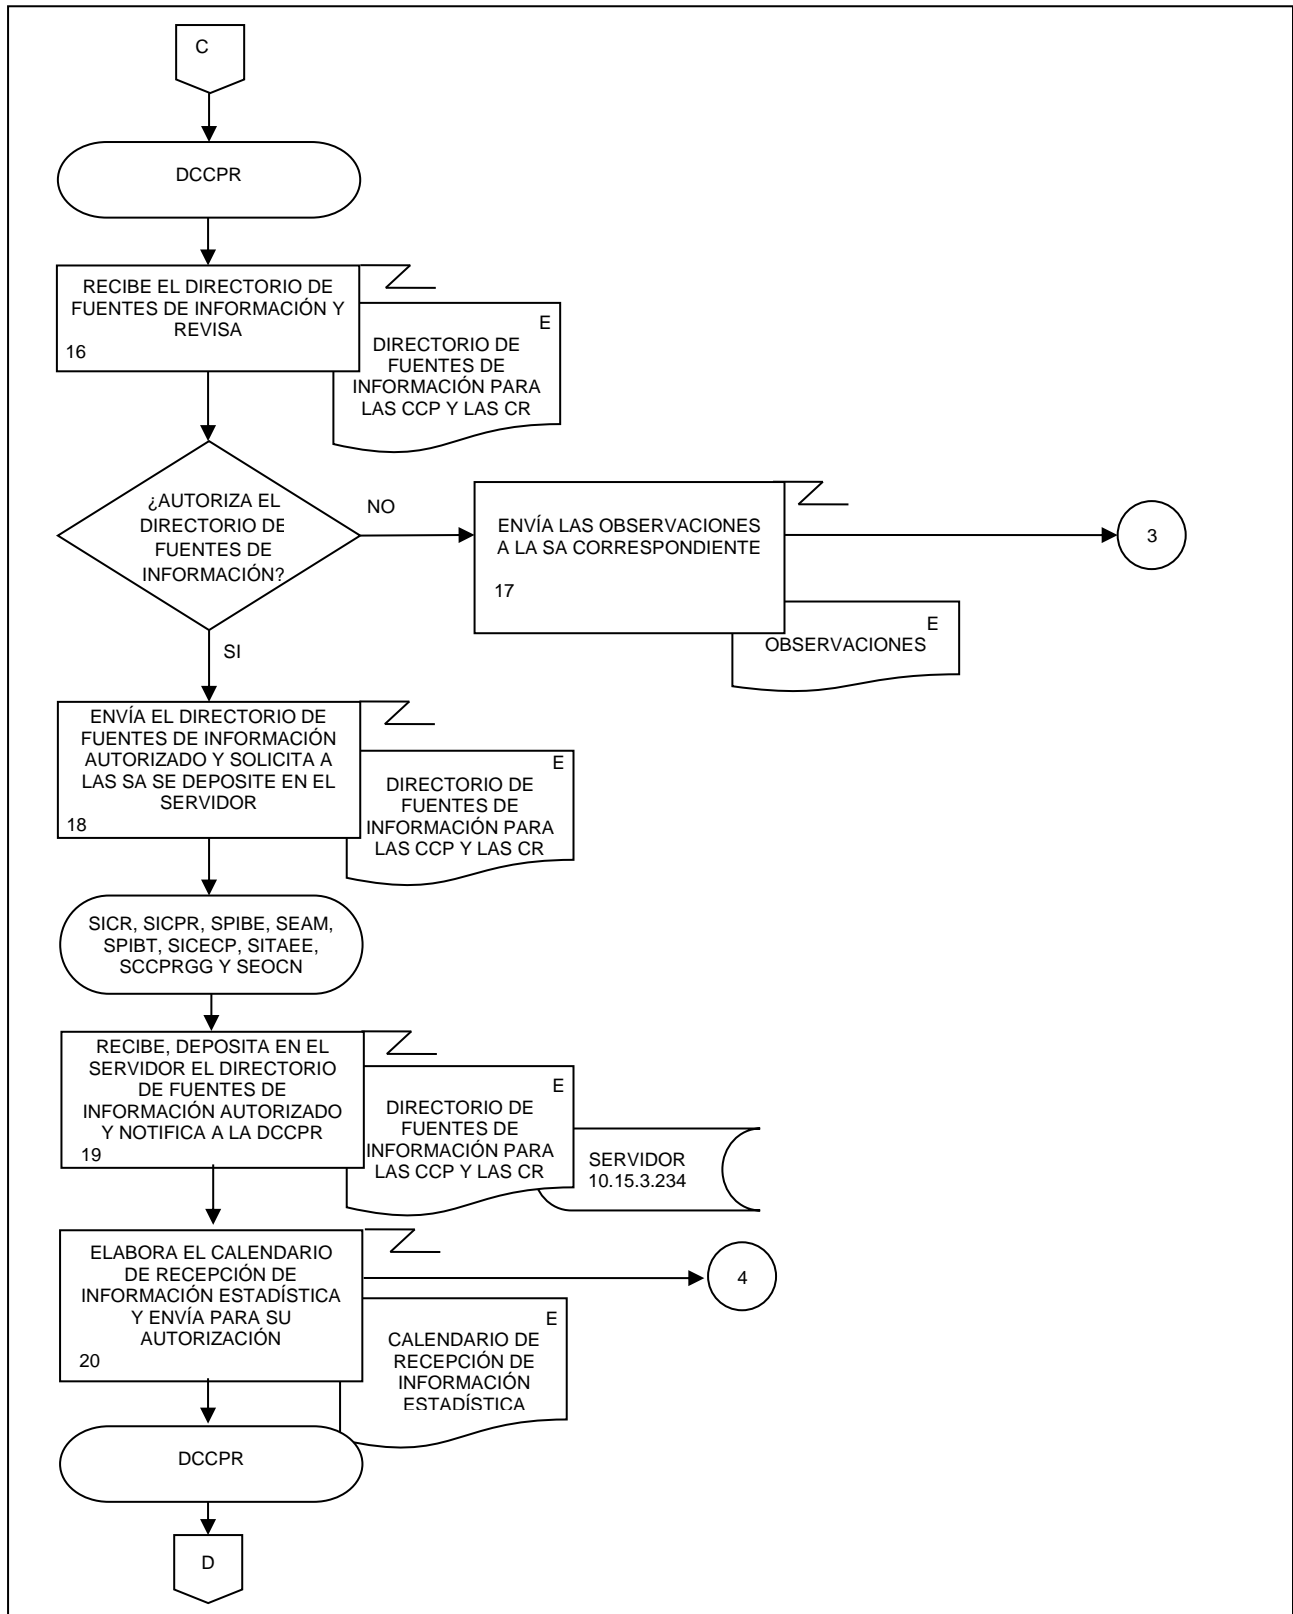 C
DCCPR
RECIBE EL DIRECTORIO DE
FUENTES DE INFORMACIÓN Y
REVISA
16
E
DIRECTORIO DE
FUENTES DE
INFORMACIÓN PARA
LAS CCP Y LAS CR
¿AUTORIZA EL
DIRECTORIO DE
FUENTES DE
INFORMACIÓN?
NO
ENVÍA LAS OBSERVACIONES
A LA SA CORRESPONDIENTE
17
3
E
OBSERVACIONES
SI
ENVÍA EL DIRECTORIO DE
FUENTES DE INFORMACIÓN
AUTORIZADO Y SOLICITA A
LAS SA SE DEPOSITE EN EL
SERVIDOR
18
E
DIRECTORIO DE
FUENTES DE
INFORMACIÓN PARA
LAS CCP Y LAS CR
SICR, SICPR, SPIBE, SEAM,
SPIBT, SICECP, SITAEE,
SCCPRGG Y SEOCN
RECIBE, DEPOSITA EN EL
SERVIDOR EL DIRECTORIO
DE FUENTES DE
INFORMACIÓN AUTORIZADO
Y NOTIFICA A LA DCCPR
19
E
DIRECTORIO DE
FUENTES DE
INFORMACIÓN PARA
LAS CCP Y LAS CR
SERVIDOR
10.15.3.234
ELABORA EL CALENDARIO
DE RECEPCIÓN DE
INFORMACIÓN ESTADÍSTICA
Y ENVÍA PARA SU
AUTORIZACIÓN
20
4
E
CALENDARIO DE
RECEPCIÓN DE
INFORMACIÓN
ESTADÍSTICA
DCCPR
D